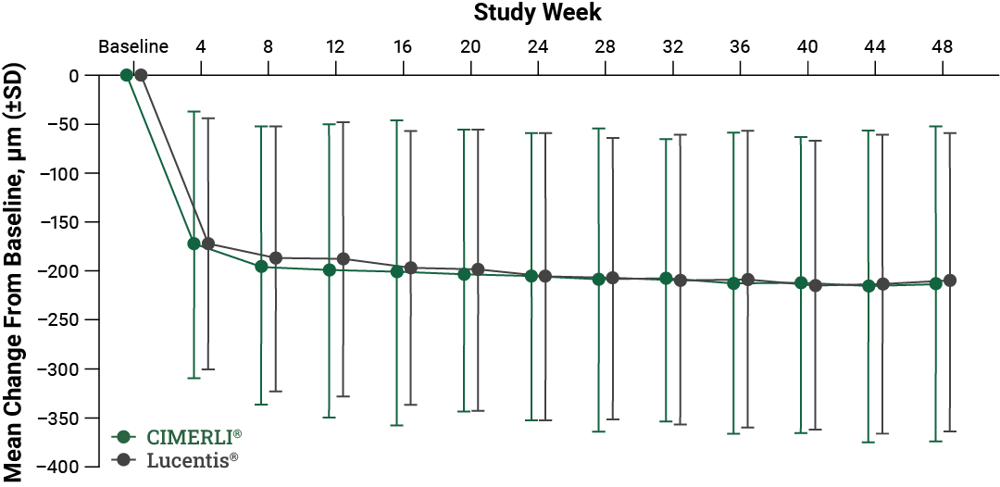 Study Week
Baseline 4 8 12 16 20 24 28 32 36 40 44 48
Mean Change From Baseline, μm (±SD)
0
−50
−100
−150
−200
−250
−300
−350
−400
CIMERLI®
Lucentis®